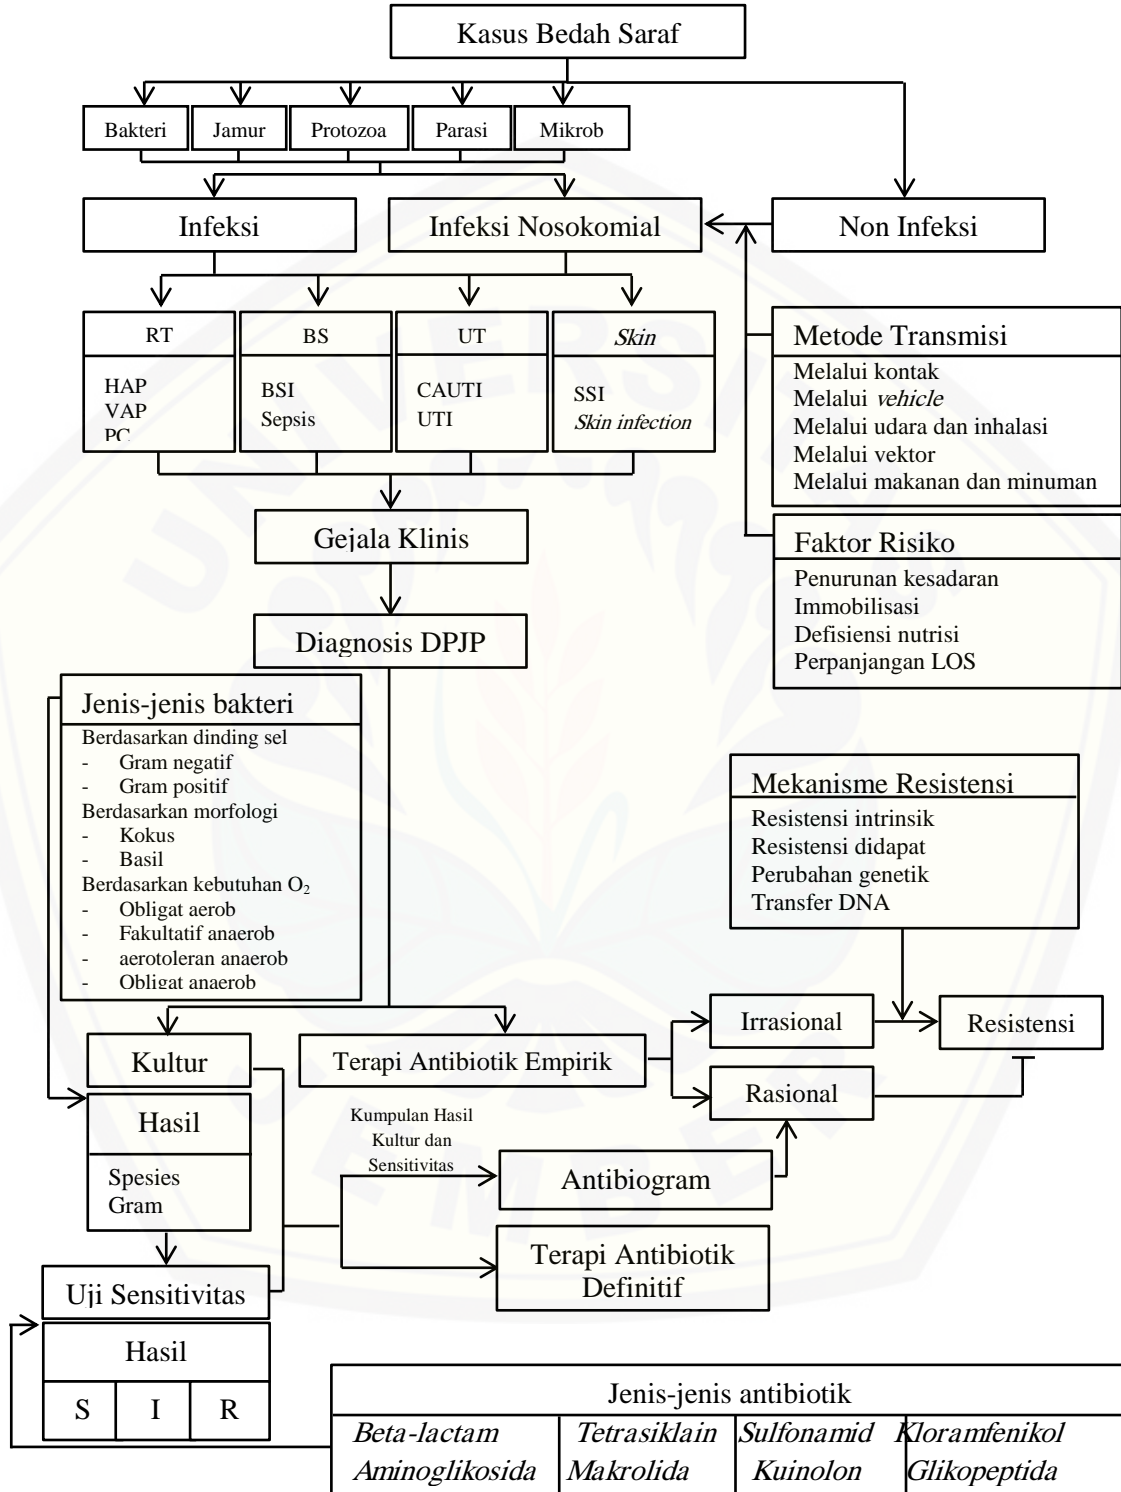 Kasus Bedah Saraf
Bakteri
Jamur
Protozoa
Parasi
Mikrob
Infeksi
Infeksi Nosokomial
Non Infeksi
RT
HAP
VAP
PC
BS
BSI
Sepsis
UT
CAUTI
UTI
Skin
SSI
Skin infection
Metode Transmisi
Melalui kontak
Melalui vehicle
Melalui udara dan inhalasi
Melalui vektor
Melalui makanan dan minuman
Gejala Klinis
Faktor Risiko
Penurunan kesadaran
Immobilisasi
Defisiensi nutrisi
Perpanjangan LOS
Diagnosis DPJP
Jenis-jenis bakteri
Berdasarkan dinding sel
- Gram negatif
- Gram positif
Berdasarkan morfologi
- Kokus
- Basil
Berdasarkan kebutuhan O₂
- Obligat aerob
- Fakultatif anaerob
- aerotoleran anaerob
- Obligat anaerob
Mekanisme Resistensi
Resistensi intrinsik
Resistensi didapat
Perubahan genetik
Transfer DNA
Kultur
Terapi Antibiotik Empirik
Irrasional
Resistensi
Rasional
Hasil
Spesies
Gram
Kumpulan Hasil
Kultur dan
Sensitivitas
Antibiogram
Terapi Antibiotik
Definitif
Uji Sensitivitas
Hasil
S I R
Jenis-jenis antibiotik
Beta-lactam Tetrasiklain Sulfonamid Kloramfenikol
Aminoglikosida Makrolida Kuinolon Glikopeptida
UNIVERSITAS
JEMBER